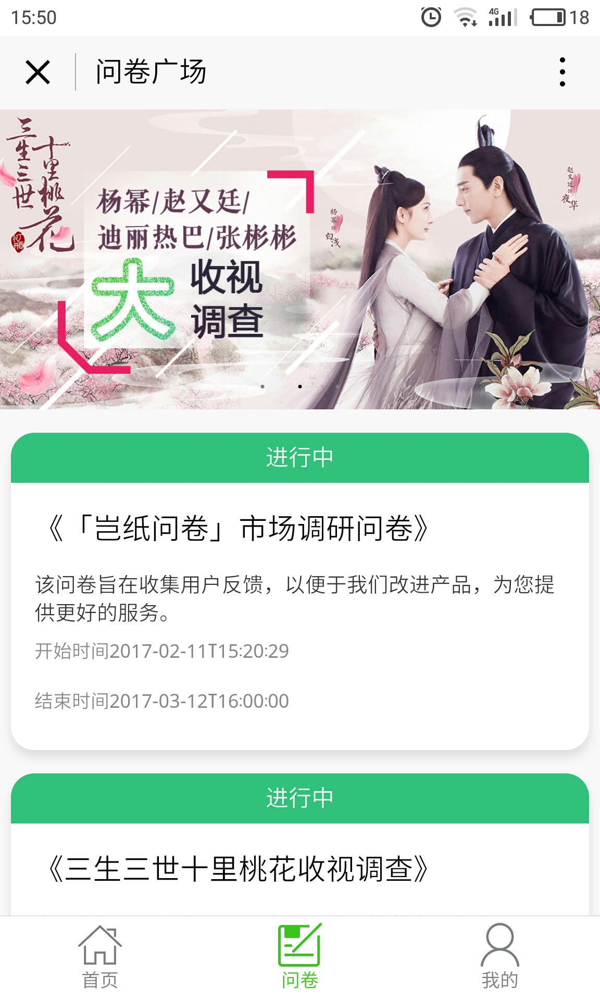 15:50
4G
18
问卷广场
三生三世
十里桃花
杨幂/赵又廷/
迪丽热巴/张彬彬
大
收视
调查
杨幂饰
白浅
赵又廷饰
夜华
进行中
《「岂纸问卷」市场调研问卷》
该问卷旨在收集用户反馈，以便于我们改进产品，为您提
供更好的服务。
开始时间2017-02-11T15:20:29
结束时间2017-03-12T16:00:00
进行中
《三生三世十里桃花收视调查》
首页
问卷
我的